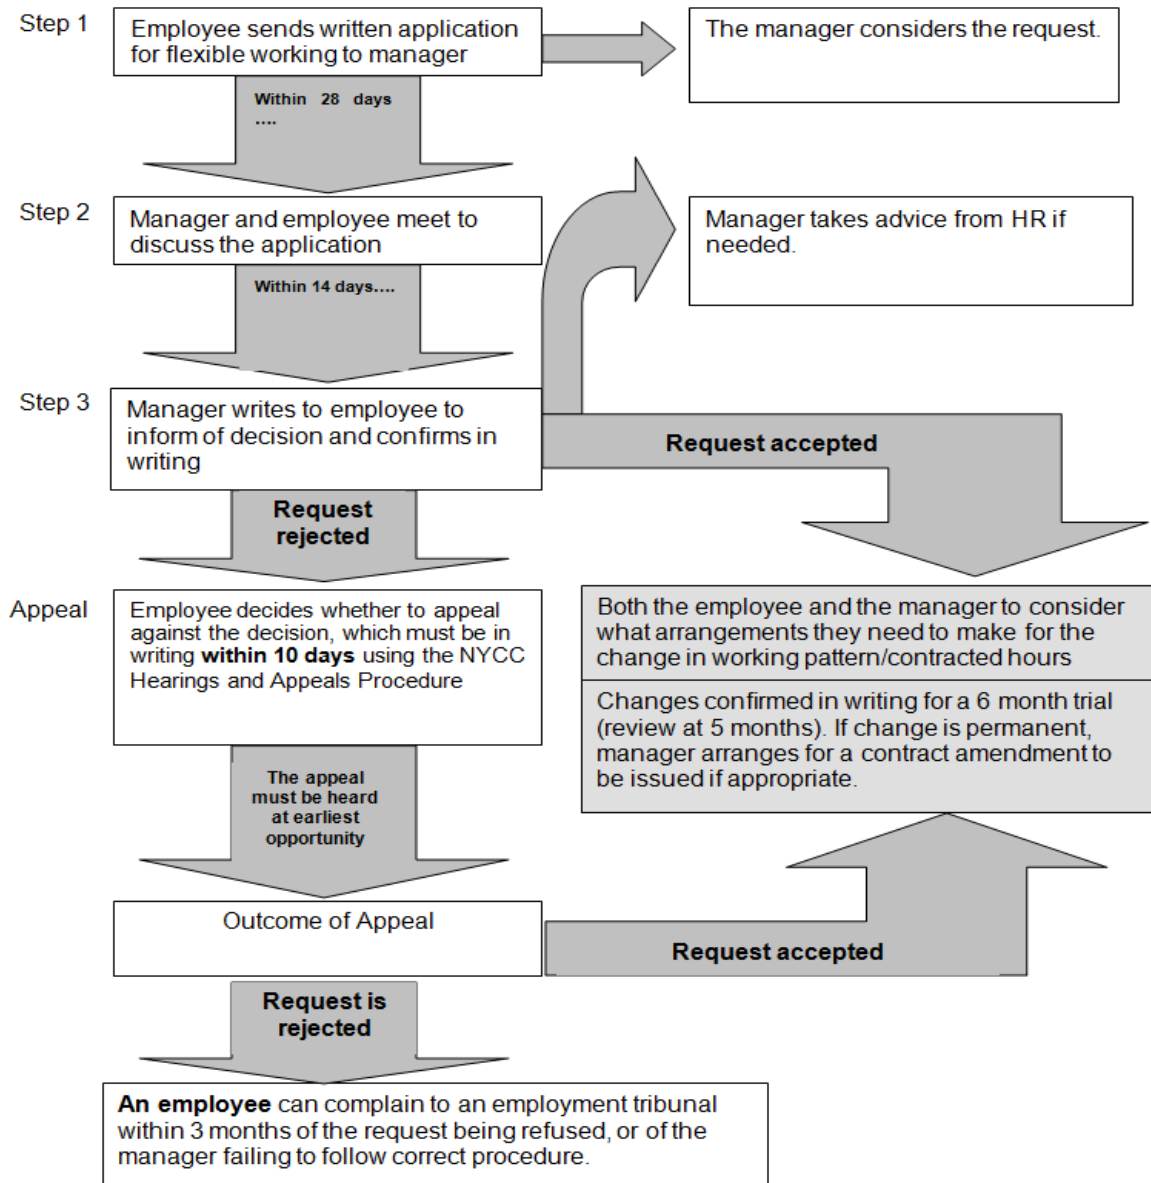 Step 1
Employee sends written application
for flexible working to manager
The manager considers the request.
Within 28 days
....
Step 2
Manager and employee meet to
discuss the application
Manager takes advice from HR if
needed.
Within 14 days....
Step 3
Manager writes to employee to
inform of decision and confirms in
writing
Request accepted
Request
rejected
Appeal
Employee decides whether to appeal
against the decision, which must be in
writing within 10 days using the NYCC
Hearings and Appeals Procedure
Both the employee and the manager to consider
what arrangements they need to make for the
change in working pattern/contracted hours
Changes confirmed in writing for a 6 month trial
(review at 5 months). If change is permanent,
manager arranges for a contract amendment to
be issued if appropriate.
The appeal
must be heard
at earliest
opportunity
Outcome of Appeal
Request accepted
Request is
rejected
An employee can complain to an employment tribunal
within 3 months of the request being refused, or of the
manager failing to follow correct procedure.